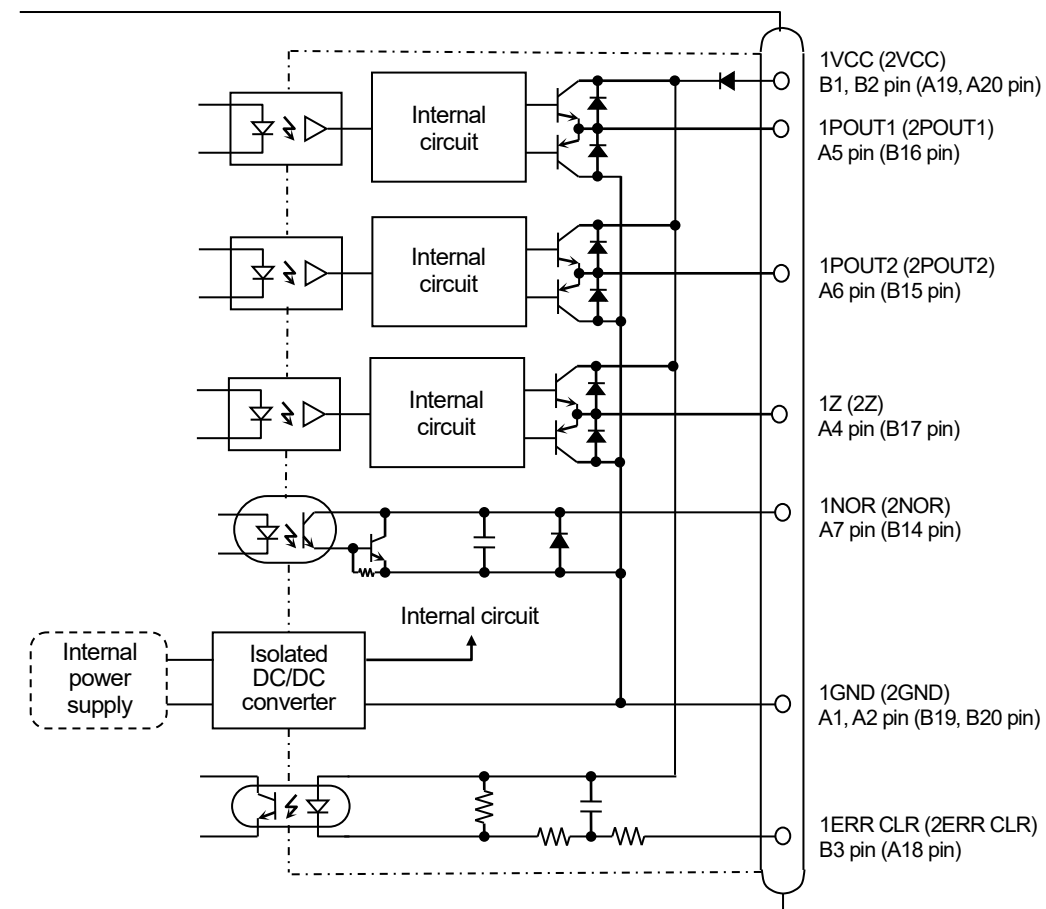 1VCC (2VCC)
B1, B2 pin (A19, A20 pin)
Internal
circuit
1POUT1 (2POUT1)
A5 pin (B16 pin)
Internal
circuit
1POUT2 (2POUT2)
A6 pin (B15 pin)
Internal
circuit
1Z (2Z)
A4 pin (B17 pin)
1NOR (2NOR)
A7 pin (B14 pin)
Internal circuit
Internal
power
supply
Isolated
DC/DC
converter
1GND (2GND)
A1, A2 pin (B19, B20 pin)
1ERR CLR (2ERR CLR)
B3 pin (A18 pin)